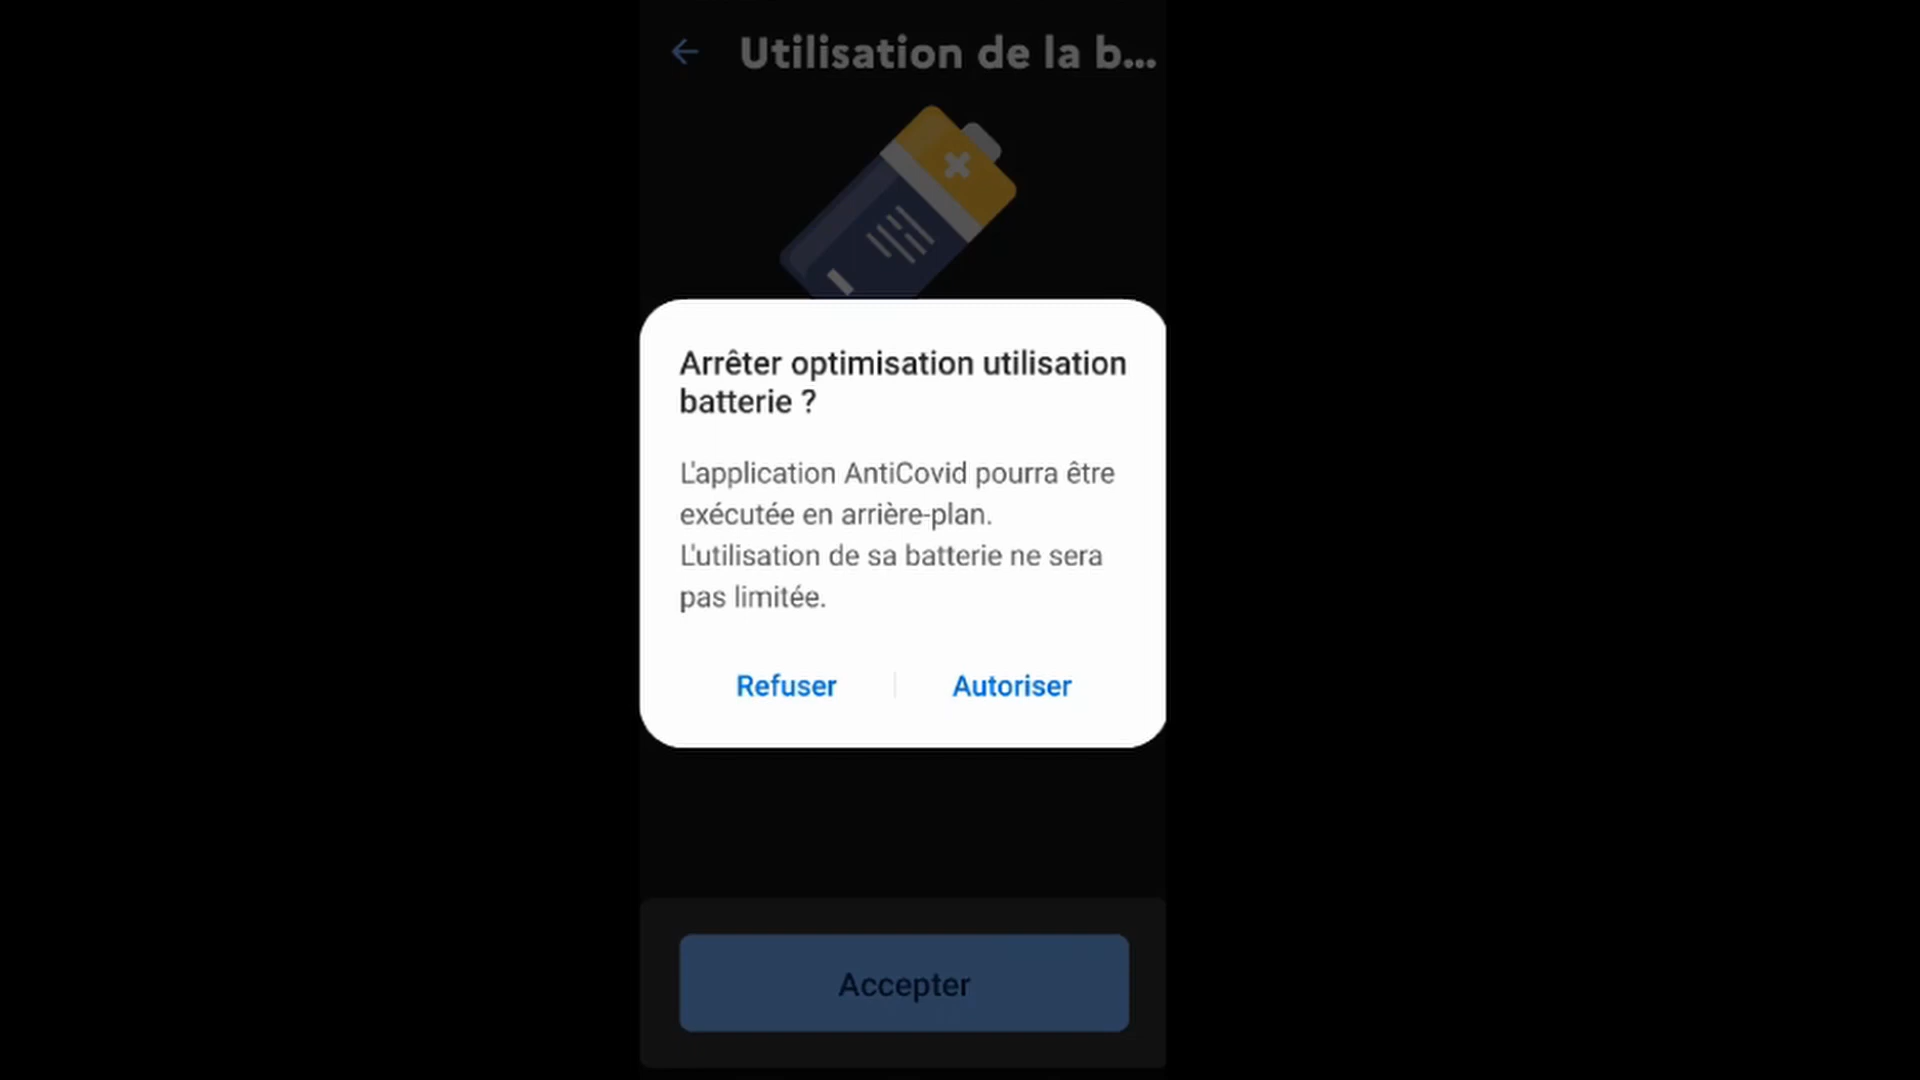 Utilisation de la b...
Arrêter optimisation utilisation
batterie ?
L'application AntiCovid pourra être
exécutée en arrière-plan.
L'utilisation de sa batterie ne sera
pas limitée.
Refuser
Autoriser
Accepter